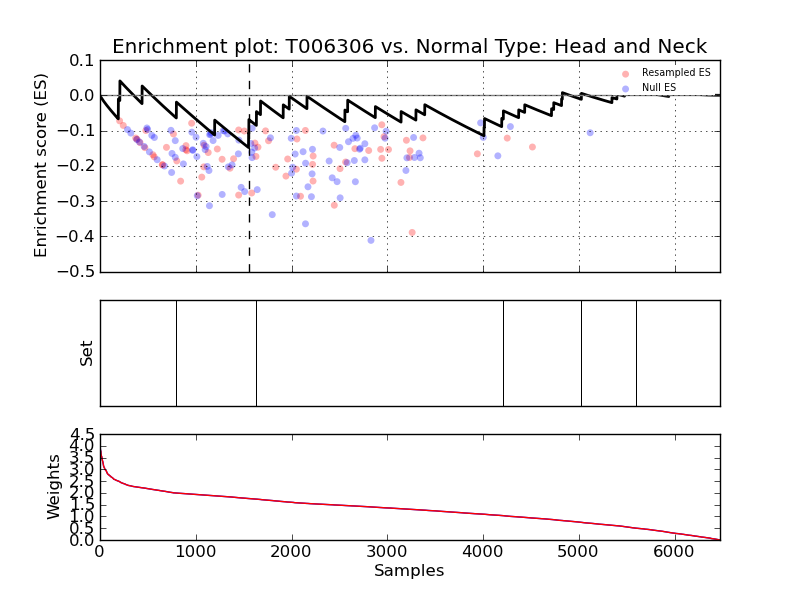 Enrichment plot: T006306 vs. Normal Type: Head and Neck
0.1
0.0
−0.1
−0.2
−0.3
−0.4
−0.5
Enrichment score (ES)
Resampled ES
Null ES
Set
4.5
4.0
3.5
3.0
2.5
2.0
1.5
1.0
0.5
0.0
Weights
0 1000 2000 3000 4000 5000 6000
Samples